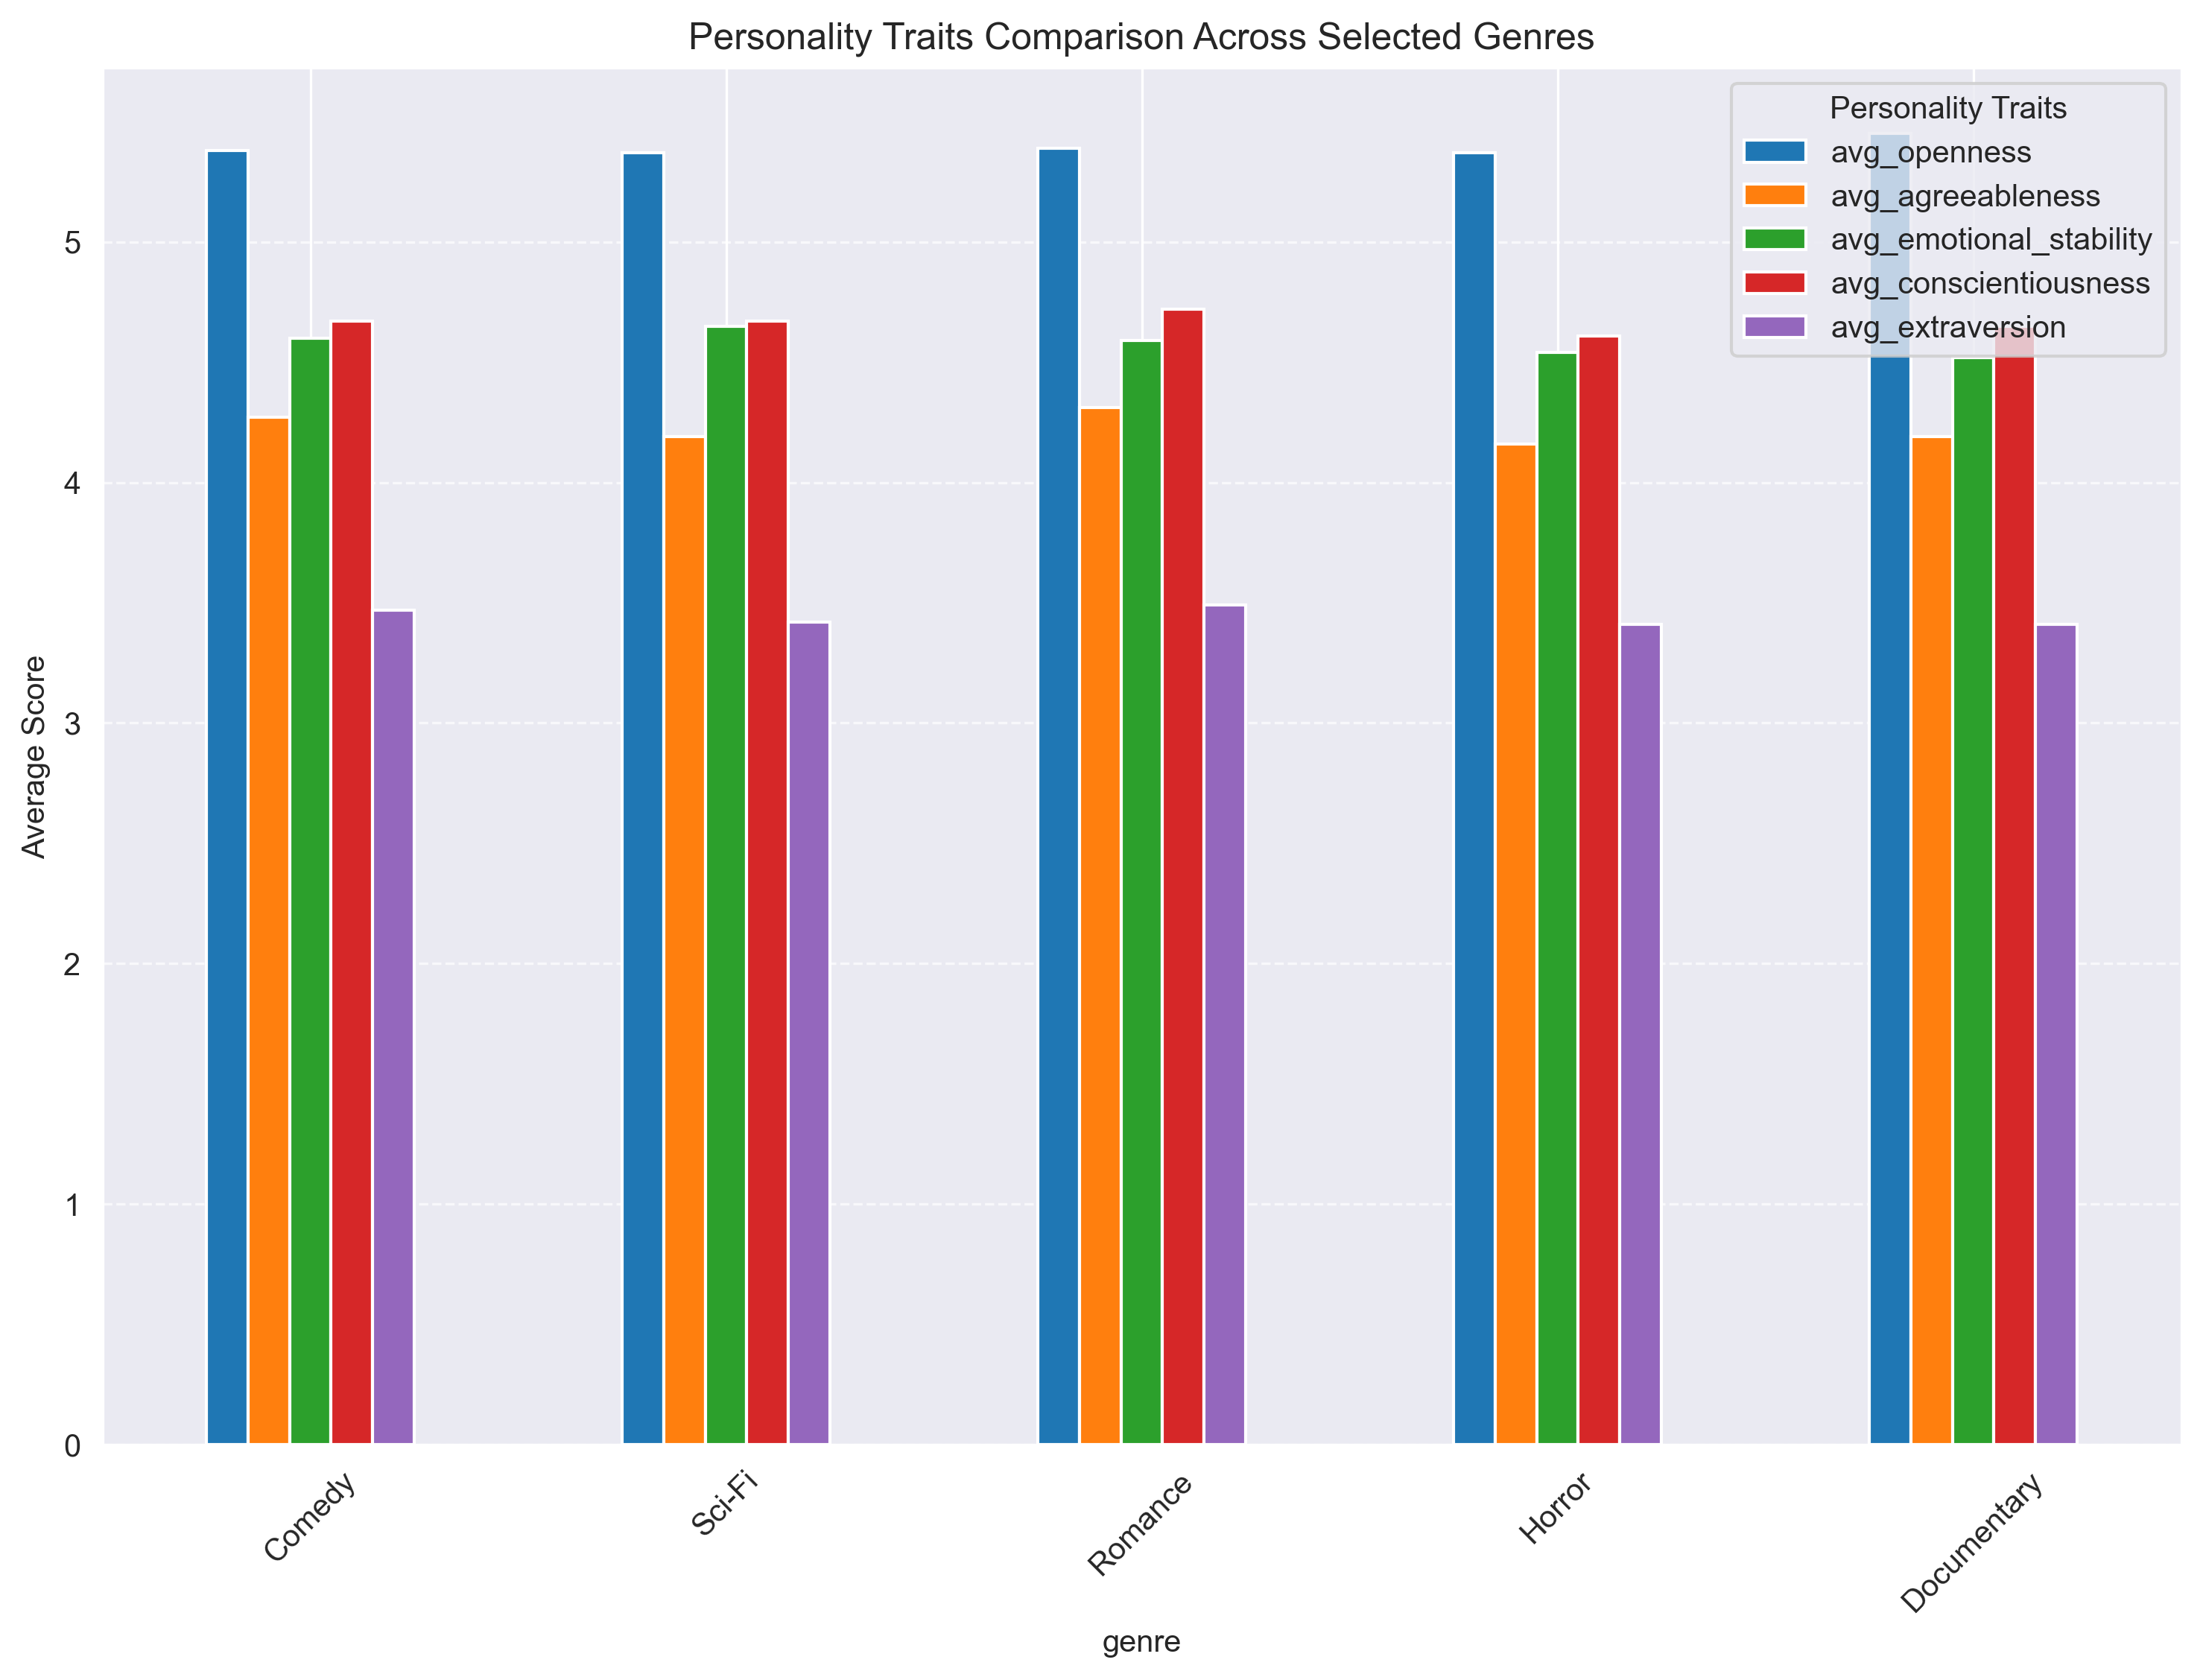 Personality Traits Comparison Across Selected Genres
Personality Traits
avg_openness
avg_agreeableness
avg_emotional_stability
avg_conscientiousness
avg_extraversion
Average Score
5
4
3
2
1
0
Comedy
Sci-Fi
Romance
Horror
Documentary
genre